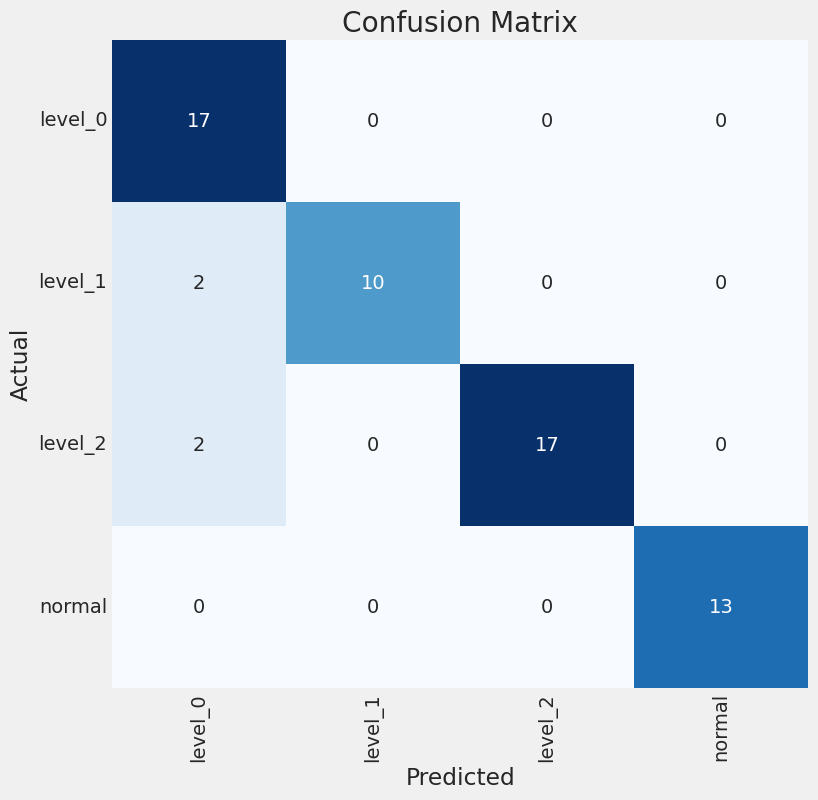 Confusion Matrix
level_0 17 0 0 0
level_1 2 10 0 0
level_2 2 0 17 0
normal 0 0 0 13
Actual
level_0 level_1 level_2 normal
Predicted